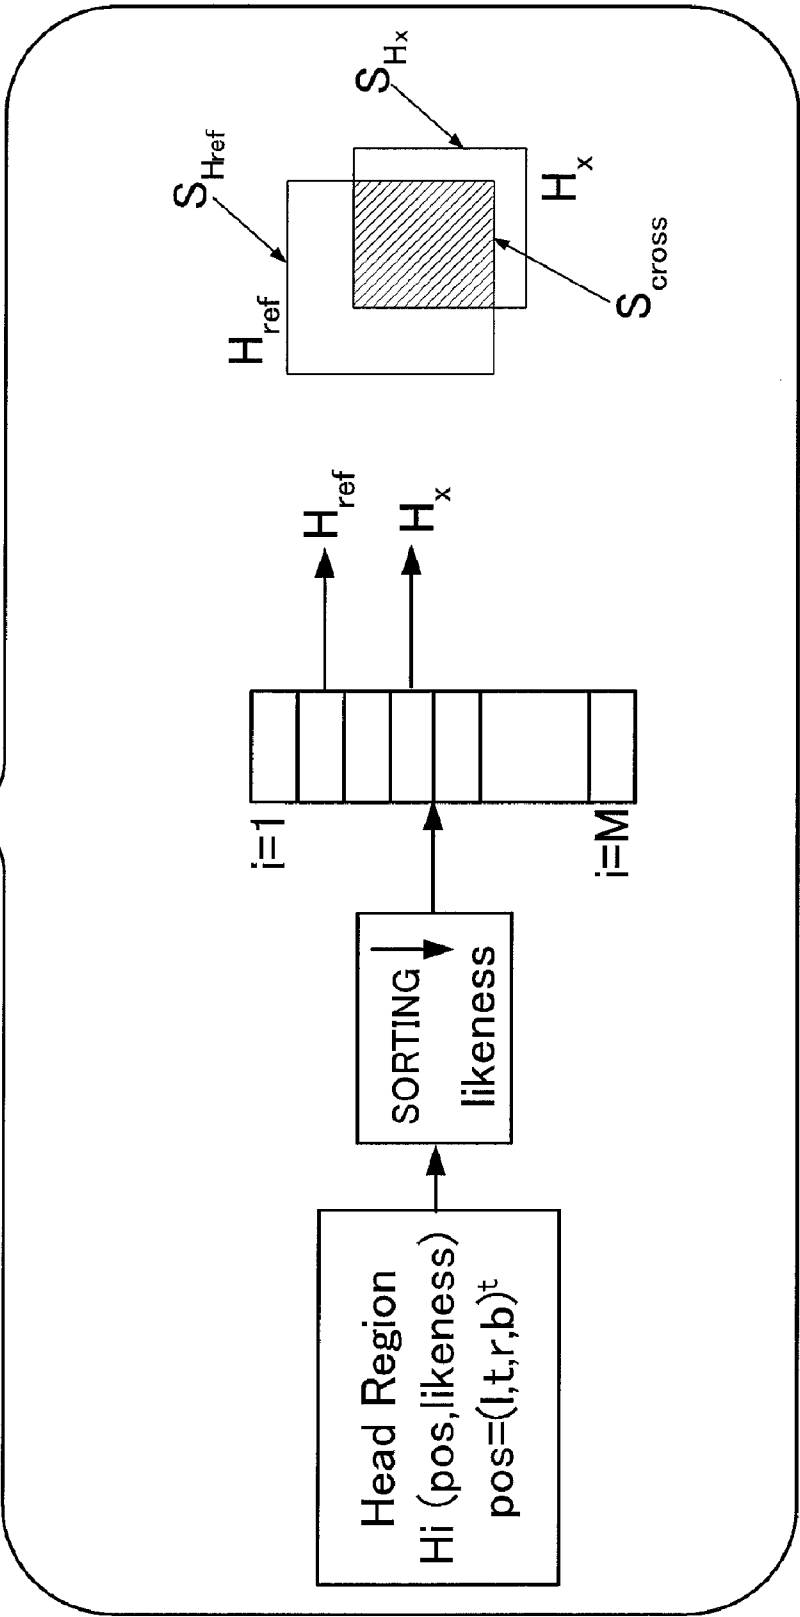 Head Region
Hi (pos,likeness)
pos=(l,t,r,b)ᵗ
SORTING
likeness
i=1
i=M
Href
Hx
Href
SHref
SHx
Hx
Scross